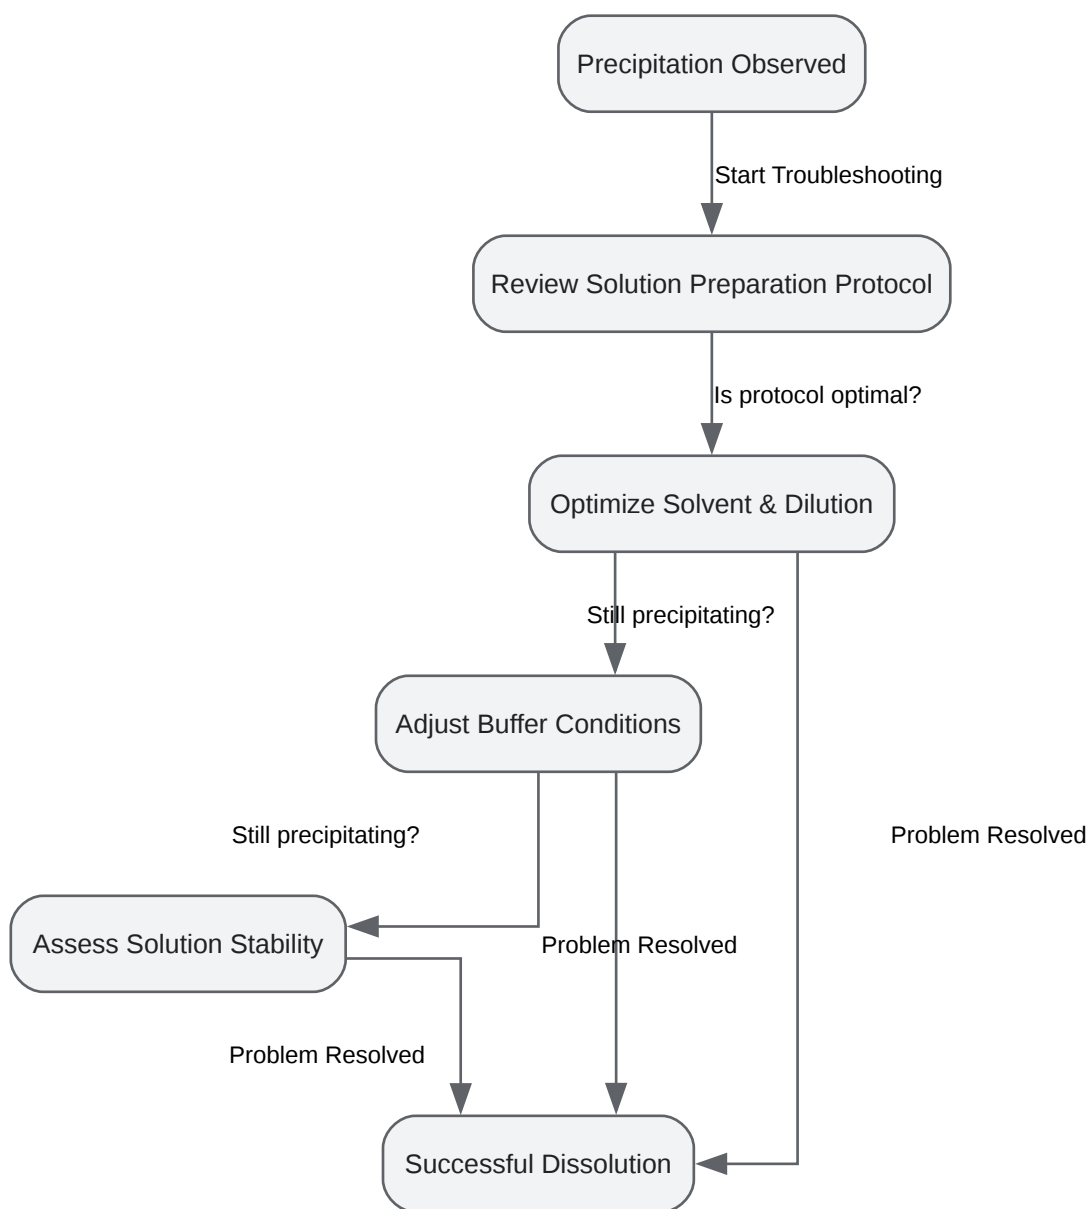 Precipitation Observed
Start Troubleshooting
Review Solution Preparation Protocol
Is protocol optimal?
Optimize Solvent & Dilution
Still precipitating?
Adjust Buffer Conditions
Still precipitating?
Problem Resolved
Assess Solution Stability
Problem Resolved
Problem Resolved
Successful Dissolution